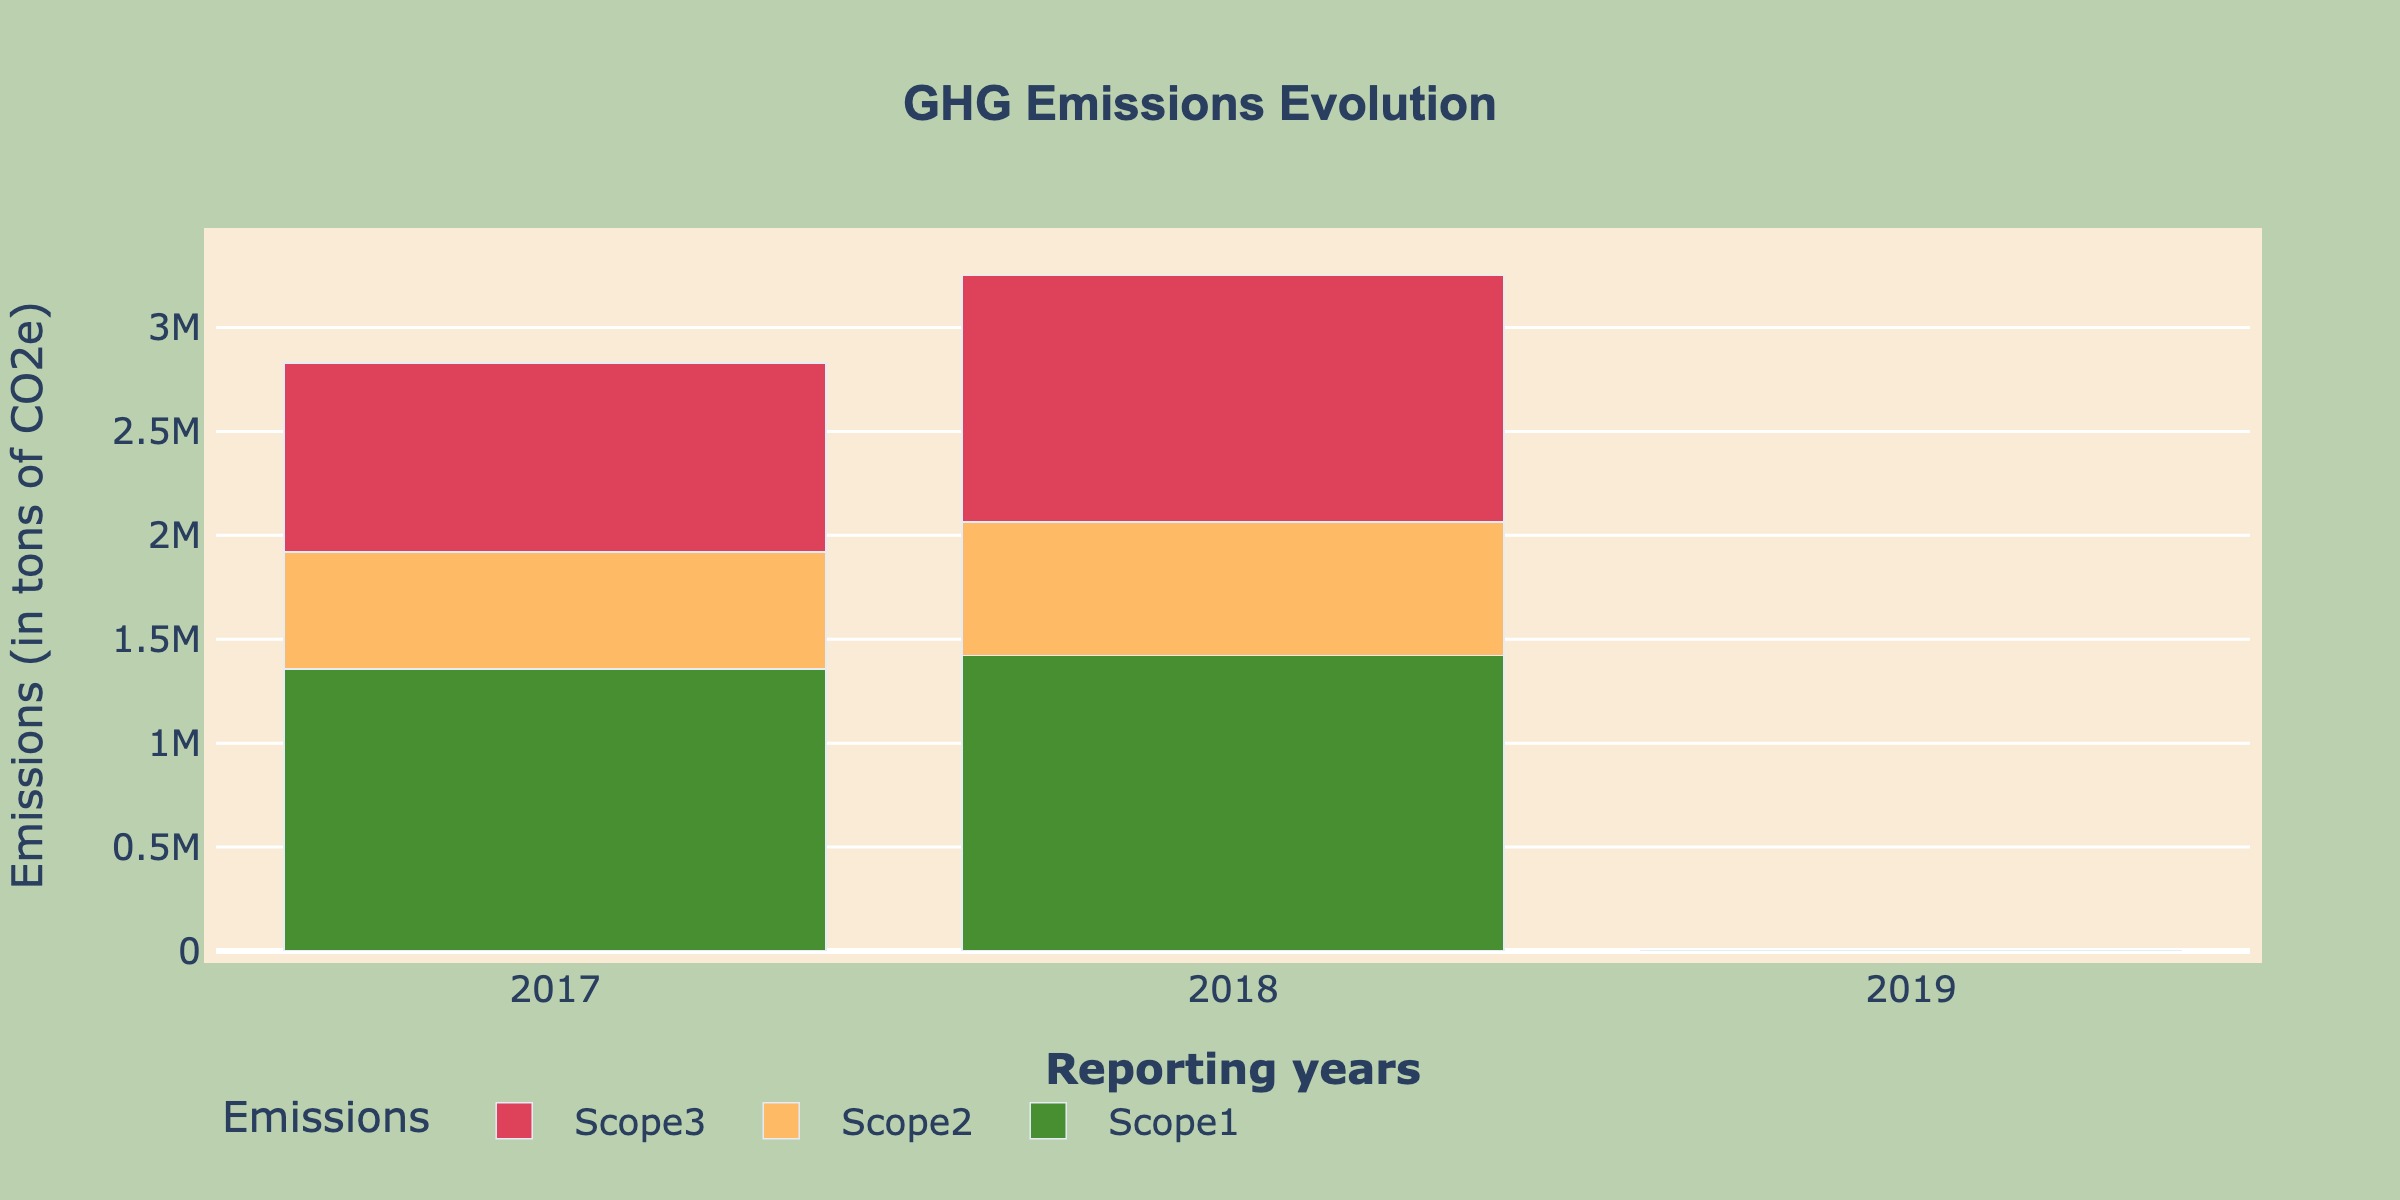 GHG Emissions Evolution
Emissions (in tons of CO2e)
3M
2.5M
2M
1.5M
1M
0.5M
0
2017 2018 2019
Reporting years
Emissions Scope3 Scope2 Scope1